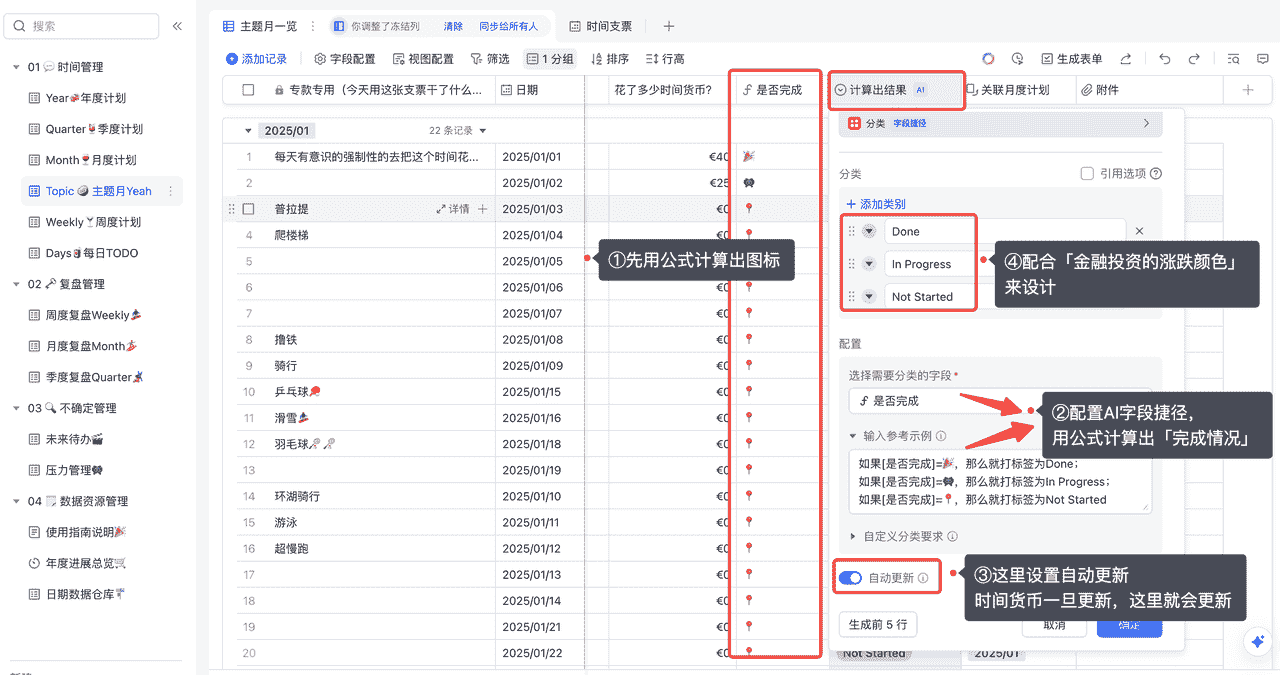 搜索
01 💬 时间管理
Year🧨年度计划
Quarter 季度计划
Month🍷月度计划
Topic 主题月Yeah
Weekly🍸周度计划
Days 每日TODO
02 复盘管理
周度复盘Weekly🏂
月度复盘Month🏄
季度复盘Quarter
03 🔍 不确定管理
未来待办🎬
压力管理
04 数据资源管理
使用指南说明🎉
年度进展总览🛒
日期数据仓库
主题月一览
你调整了冻结列 清除 同步给所有人
时间支票
添加记录
字段配置
视图配置
筛选
1 分组
排序
行高
生成表单
专款专用（今天用这张支票干了什么...
日期
花了多少时间货币?
是否完成
计算出结果 AI
关联月度计划
附件
2025/01 22 条记录
1 每天有意识的强制性的去把这个时间花... 2025/01/01 €40 🎉
2 2025/01/02 €25
普拉提 详情 2025/01/03 €0 📍
4 爬楼梯 2025/01/04 €0 📍
5 2025/01/05
6 2025/01/06 €0 📍
7 2025/01/07 €0 📍
8 撸铁 2025/01/08 €0 📍
9 骑行 2025/01/09 €0 📍
10 乒乓球🏓 2025/01/15 €0 📍
11 滑雪🏂 2025/01/16 €0 📍
12 羽毛球 2025/01/18 €0 📍
13 2025/01/19 €0 📍
14 环湖骑行 2025/01/10 €0 📍
15 游泳 2025/01/11 €0 📍
16 超慢跑 2025/01/12 €0 📍
17 2025/01/13 €0 📍
18 2025/01/14 €0 📍
19 2025/01/21 €0 📍
20 2025/01/22 €0 📍
Not Started 2025/01
①先用公式计算出图标
分类 字段捷径
分类 引用选项
添加类别
Done
In Progress
Not Started
④配合「金融投资的涨跌颜色」
来设计
配置
选择需要分类的字段*
是否完成
②配置AI字段捷径，
用公式计算出「完成情况」
输入参考示例
如果[是否完成]=🎉，那么就打标签为Done；
如果[是否完成]= ，那么就打标签为In Progress；
如果[是否完成]=📍，那么就打标签为Not Started
自定义分类要求
自动更新
③这里设置自动更新
时间货币一旦更新，这里就会更新
生成前 5 行
取消
确定